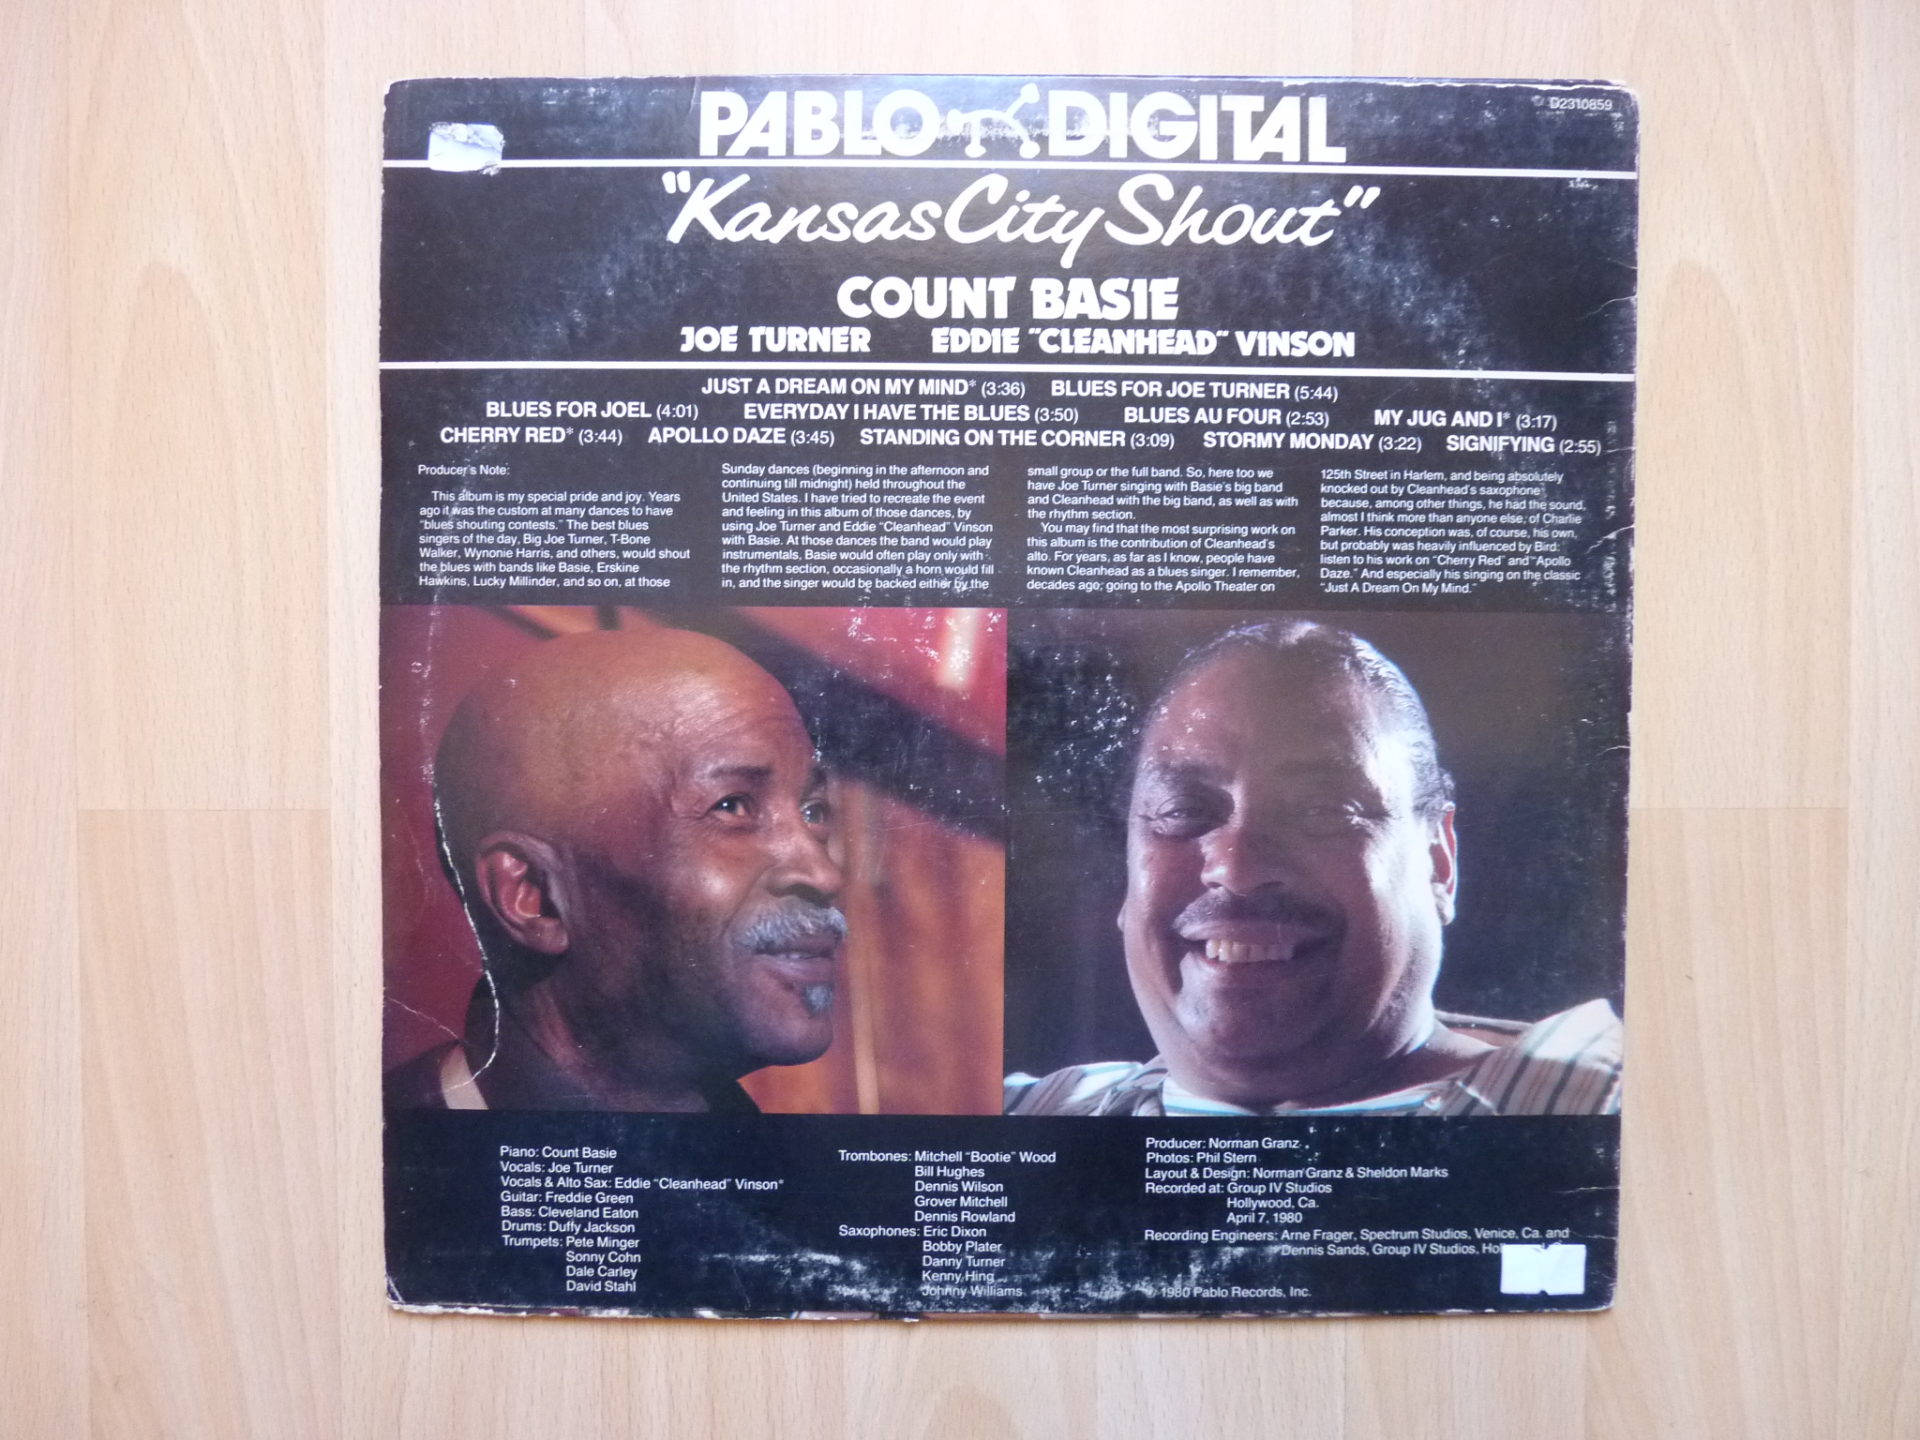 D2310859
PABLO DIGITAL
"Kansas City Shout"
COUNT BASIE
JOE TURNER EDDIE "CLEANHEAD" VINSON
JUST A DREAM ON MY MIND* (3:36) BLUES FOR JOE TURNER (5:44)
BLUES FOR JOEL (4:01) EVERYDAY I HAVE THE BLUES (3:50) BLUES AU FOUR (2:53) MY JUG AND I* (3:17)
CHERRY RED* (3:44) APOLLO DAZE (3:45) STANDING ON THE CORNER (3:09) STORMY MONDAY (3:22) SIGNIFYING (2:55)
Producer's Note:
This album is my special pride and joy. Years
ago it was the custom at many dances to have
"blues shouting contests." The best blues
singers of the day, Big Joe Turner, T-Bone
Walker, Wynonie Harris, and others, would shout
the blues with bands like Basie, Erskine
Hawkins, Lucky Millinder, and so on, at those
Sunday dances (beginning in the afternoon and
continuing till midnight) held throughout the
United States. I have tried to recreate the event
and feeling in this album of those dances, by
using Joe Turner and Eddie "Cleanhead" Vinson
with Basie. At those dances the band would play
instrumentals, Basie would often play only with
the rhythm section, occasionally a horn would fill
in, and the singer would be backed either by the
small group or the full band. So, here too we
have Joe Turner singing with Basie's big band
and Cleanhead with the big band, as well as with
the rhythm section.
You may find that the most surprising work on
this album is the contribution of Cleanhead's
alto. For years, as far as I know, people have
known Cleanhead as a blues singer. I remember,
decades ago, going to the Apollo Theater on
125th Street in Harlem, and being absolutely
knocked out by Cleanhead's saxophone
because, among other things, he had the sound,
almost I think more than anyone else, of Charlie
Parker. His conception was, of course, his own,
but probably was heavily influenced by Bird:
listen to his work on "Cherry Red" and "Apollo
Daze." And especially his singing on the classic
"Just A Dream On My Mind."
Piano: Count Basie
Vocals: Joe Turner
Vocals & Alto Sax: Eddie "Cleanhead" Vinson*
Guitar: Freddie Green
Bass: Cleveland Eaton
Drums: Duffy Jackson
Trumpets: Pete Minger
Sonny Cohn
Dale Carley
David Stahl
Trombones: Mitchell "Bootie" Wood
Bill Hughes
Dennis Wilson
Grover Mitchell
Dennis Rowland
Saxophones: Eric Dixon
Bobby Plater
Danny Turner
Kenny Hing
Johnny Williams
Producer: Norman Granz
Photos: Phil Stern
Layout & Design: Norman Granz & Sheldon Marks
Recorded at: Group IV Studios
Hollywood, Ca.
April 7, 1980
Recording Engineers: Arne Frager, Spectrum Studios, Venice, Ca. and
Dennis Sands, Group IV Studios,
1980 Pablo Records, Inc.